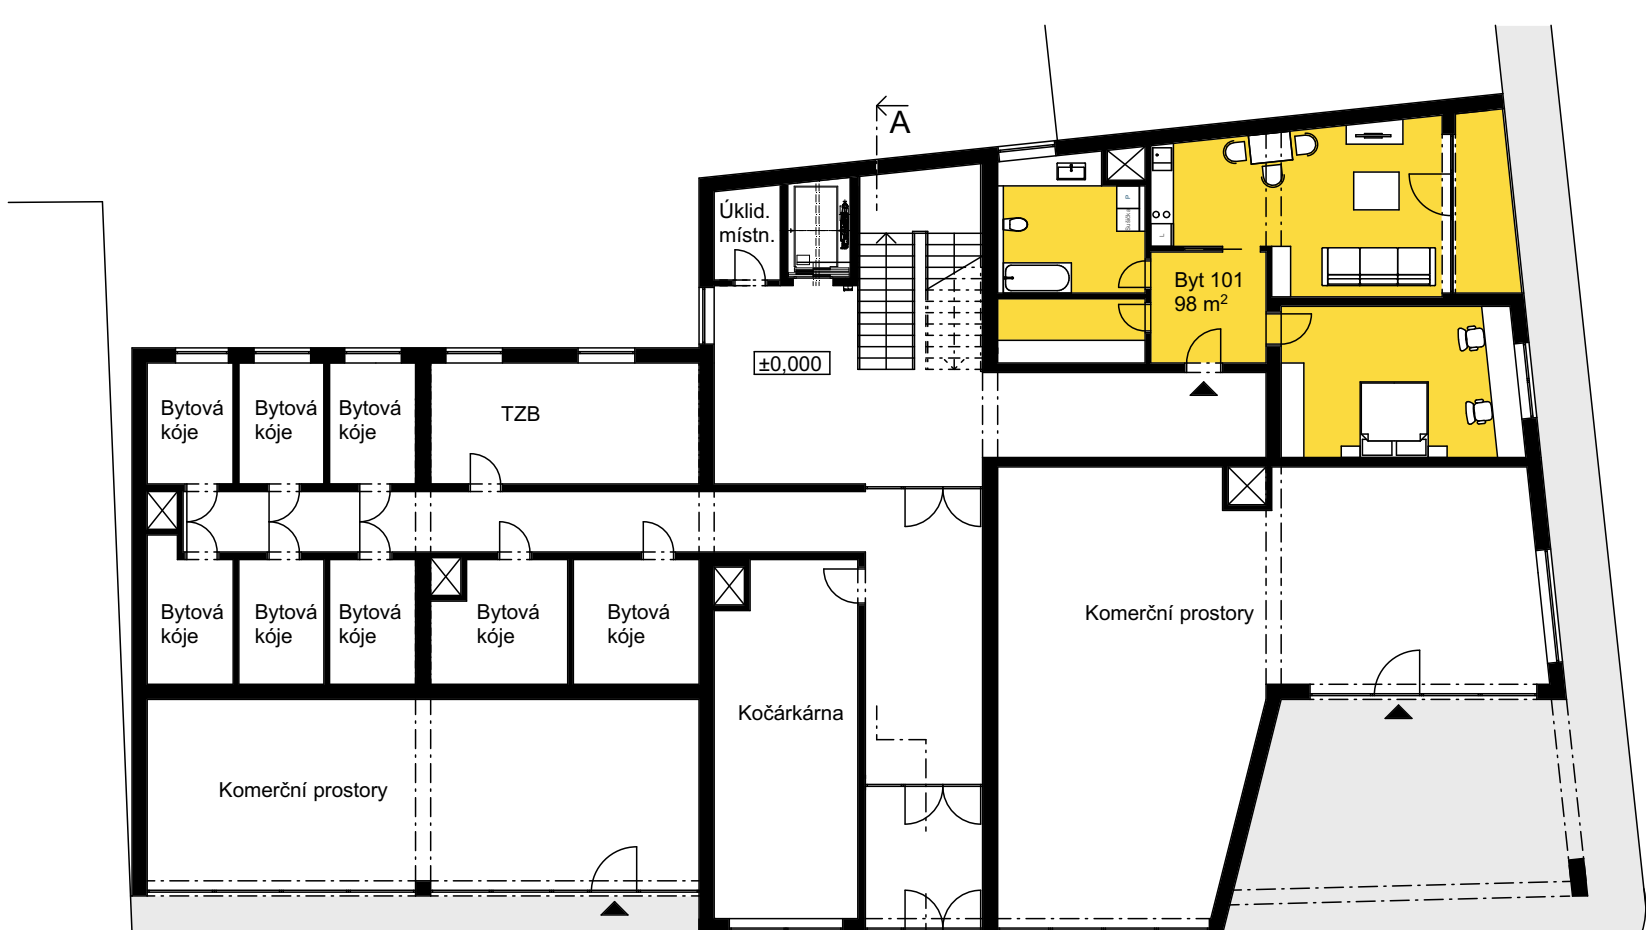 A
Úklid.
místn.
P
Sušička
L
Byt 101
98 m²
±0,000
Bytová
kóje
Bytová
kóje
Bytová
kóje
TZB
Bytová
kóje
Bytová
kóje
Bytová
kóje
Bytová
kóje
Bytová
kóje
Komerční prostory
Kočárkárna
Komerční prostory